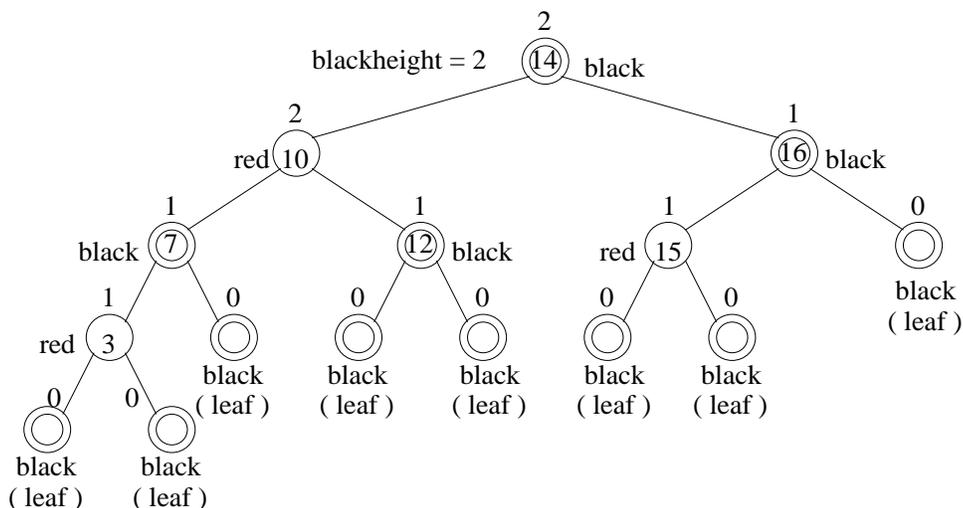 2
blackheight = 2
14
black
2
1
red
10
16
black
1
1
1
0
black
7
12
black
red
15
1
0
0
0
0
0
black
( leaf )
red
3
black
( leaf )
black
( leaf )
black
( leaf )
black
( leaf )
black
( leaf )
0
0
black
( leaf )
black
( leaf )